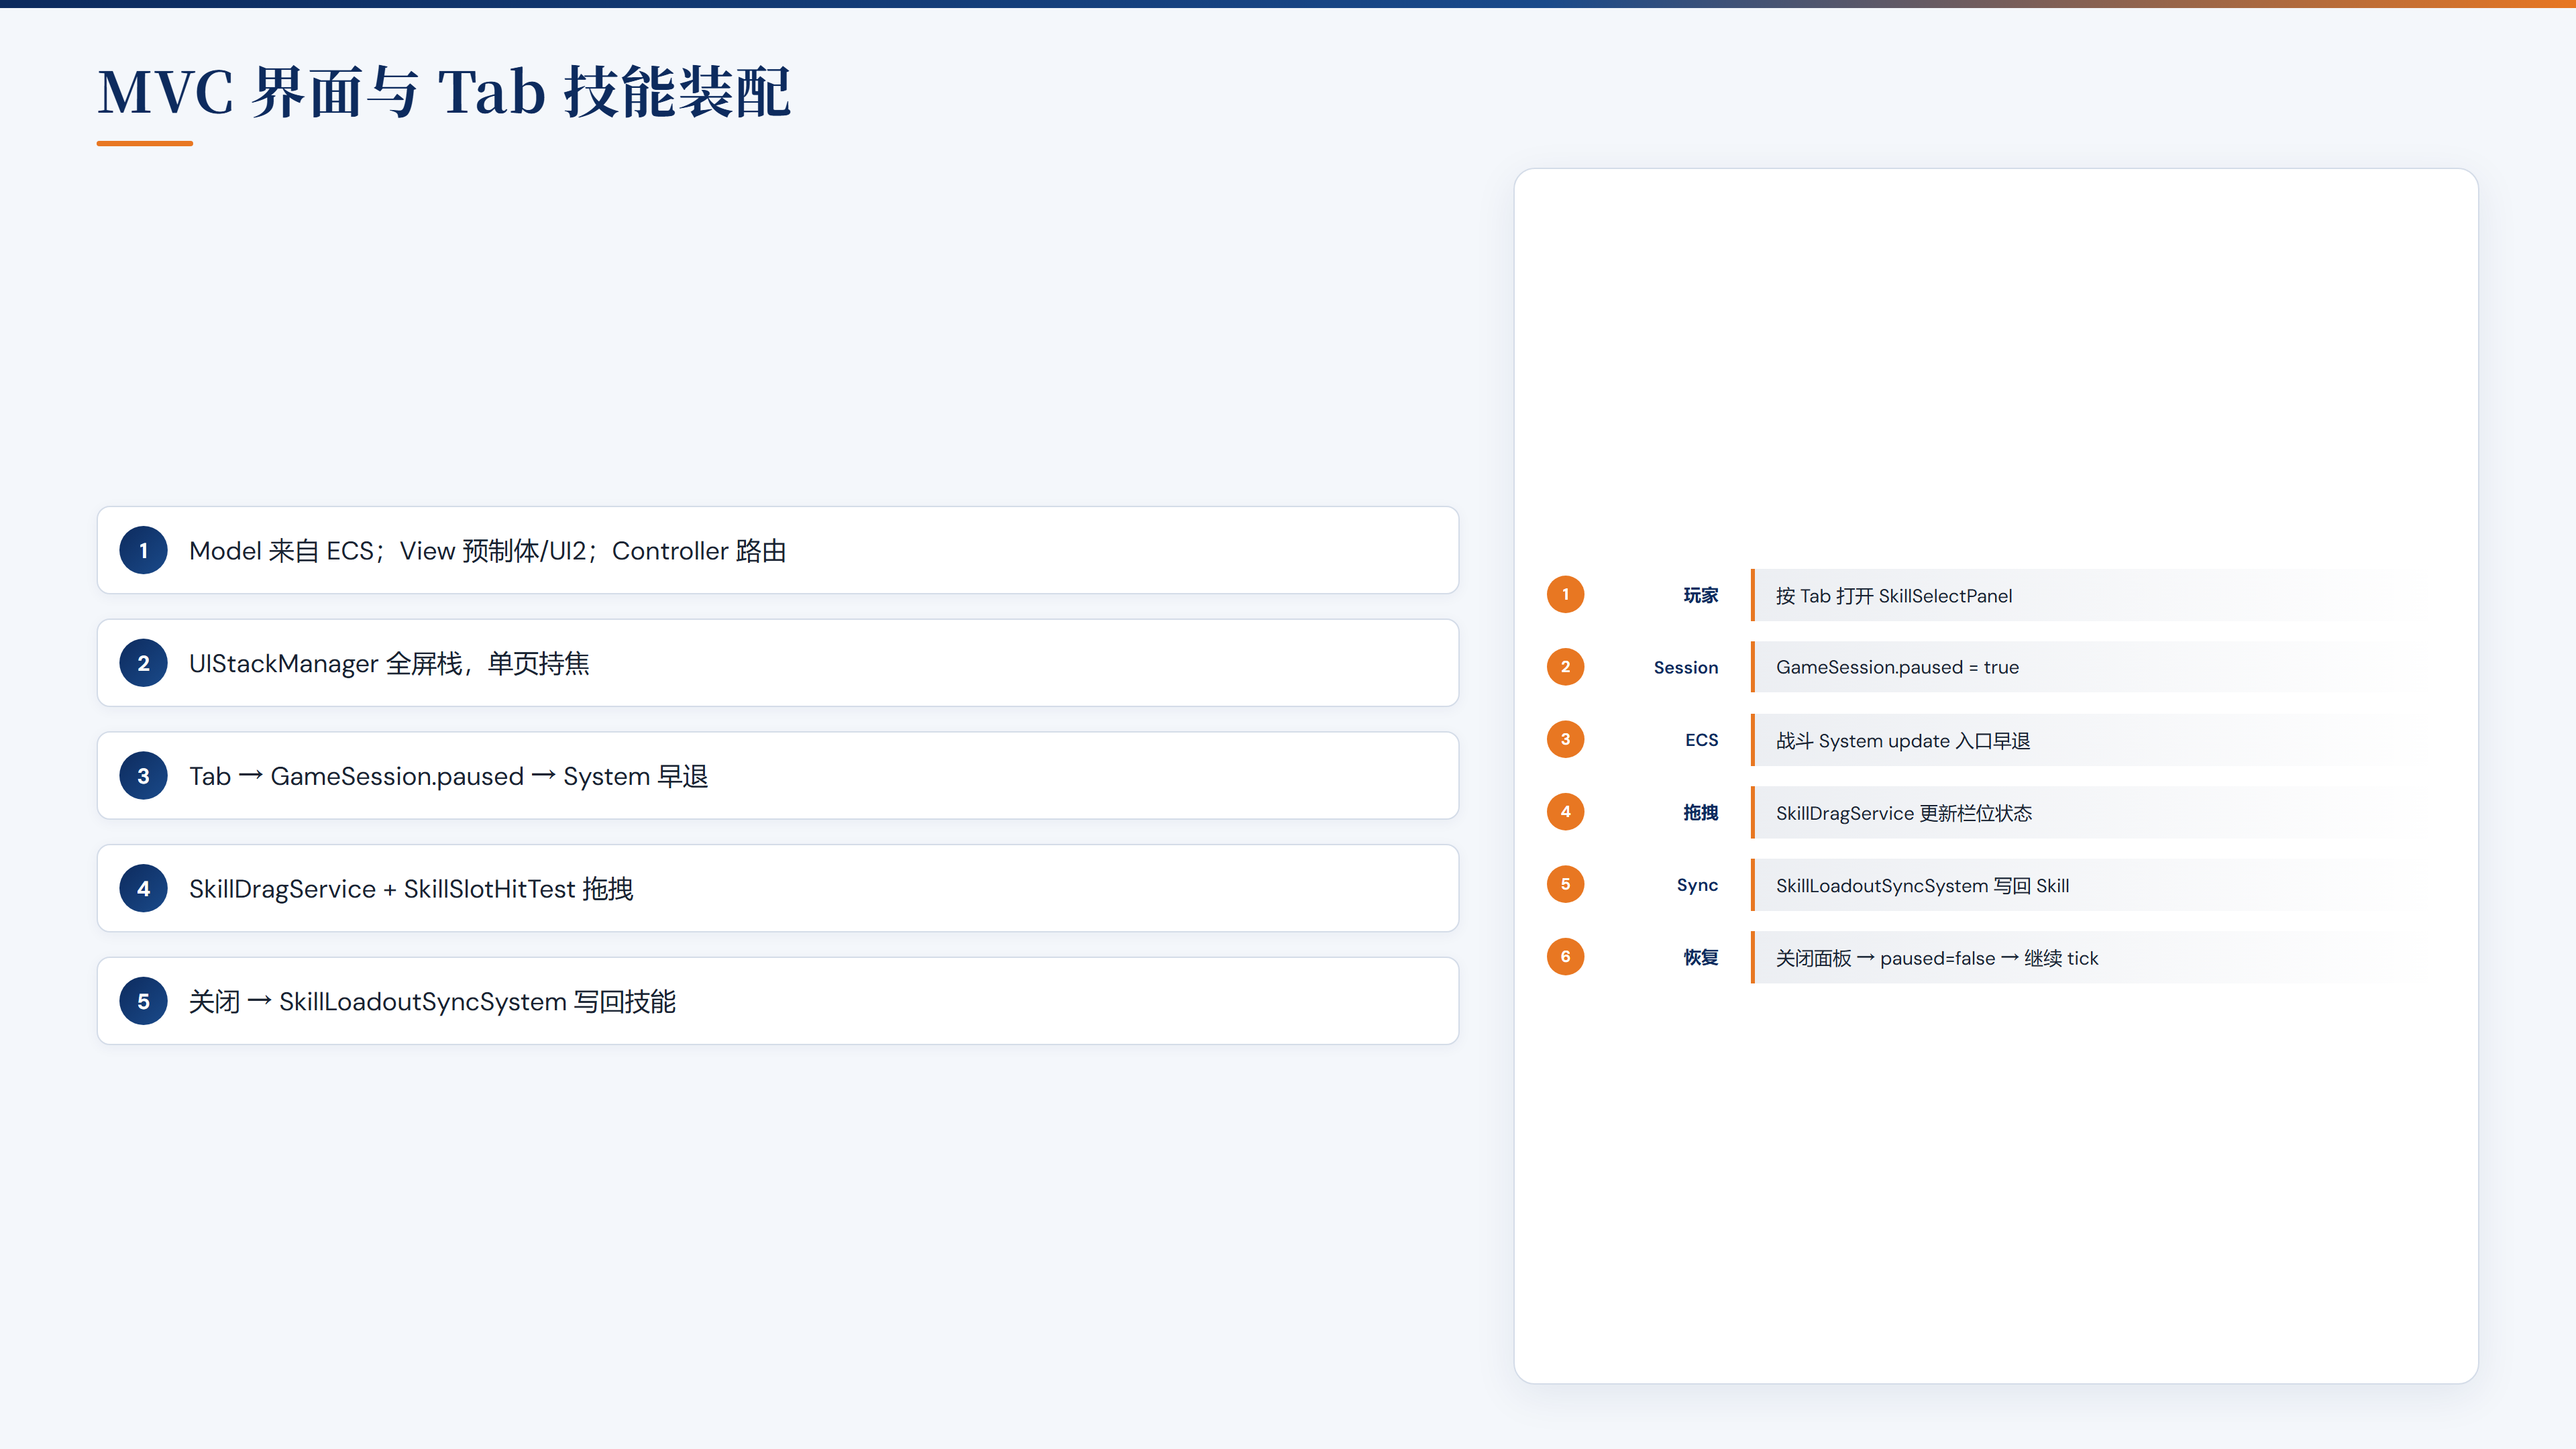 MVC 界面与 Tab 技能装配
1 Model 来自 ECS；View 预制体/UI2；Controller 路由
2 UIStackManager 全屏栈，单页持焦
3 Tab → GameSession.paused → System 早退
4 SkillDragService + SkillSlotHitTest 拖拽
5 关闭 → SkillLoadoutSyncSystem 写回技能
1 玩家 按 Tab 打开 SkillSelectPanel
2 Session GameSession.paused = true
3 ECS 战斗 System update 入口早退
4 拖拽 SkillDragService 更新栏位状态
5 Sync SkillLoadoutSyncSystem 写回 Skill
6 恢复 关闭面板 → paused=false → 继续 tick